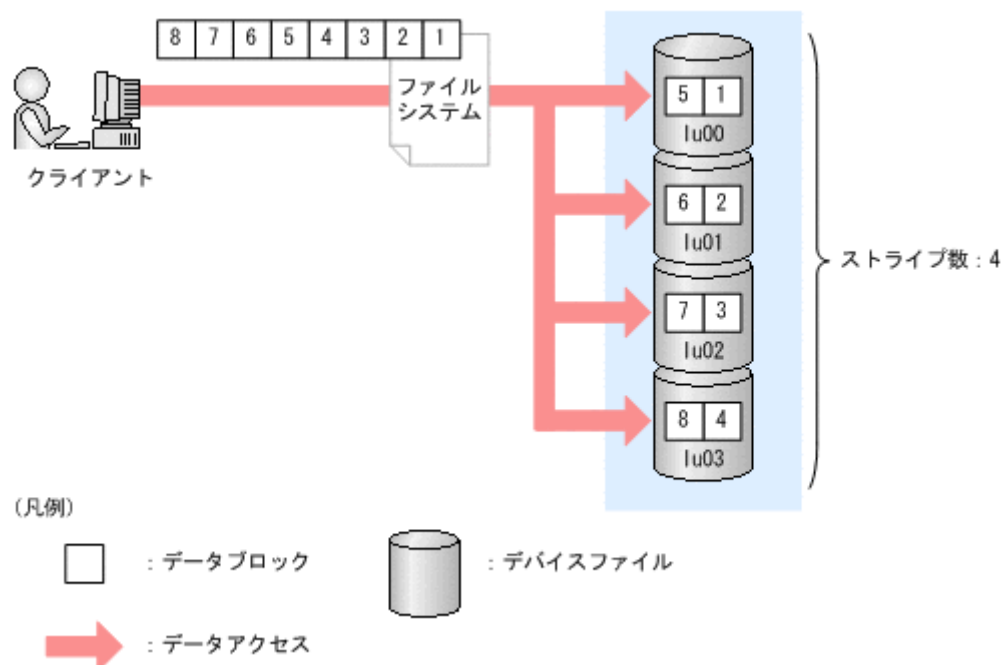 8 7 6 5 4 3 2 1
ファイル
システム
クライアント
5 1
lu00
6 2
lu01
7 3
lu02
8 4
lu03
ストライプ数：4
(凡例)
：データブロック
：デバイスファイル
：データアクセス